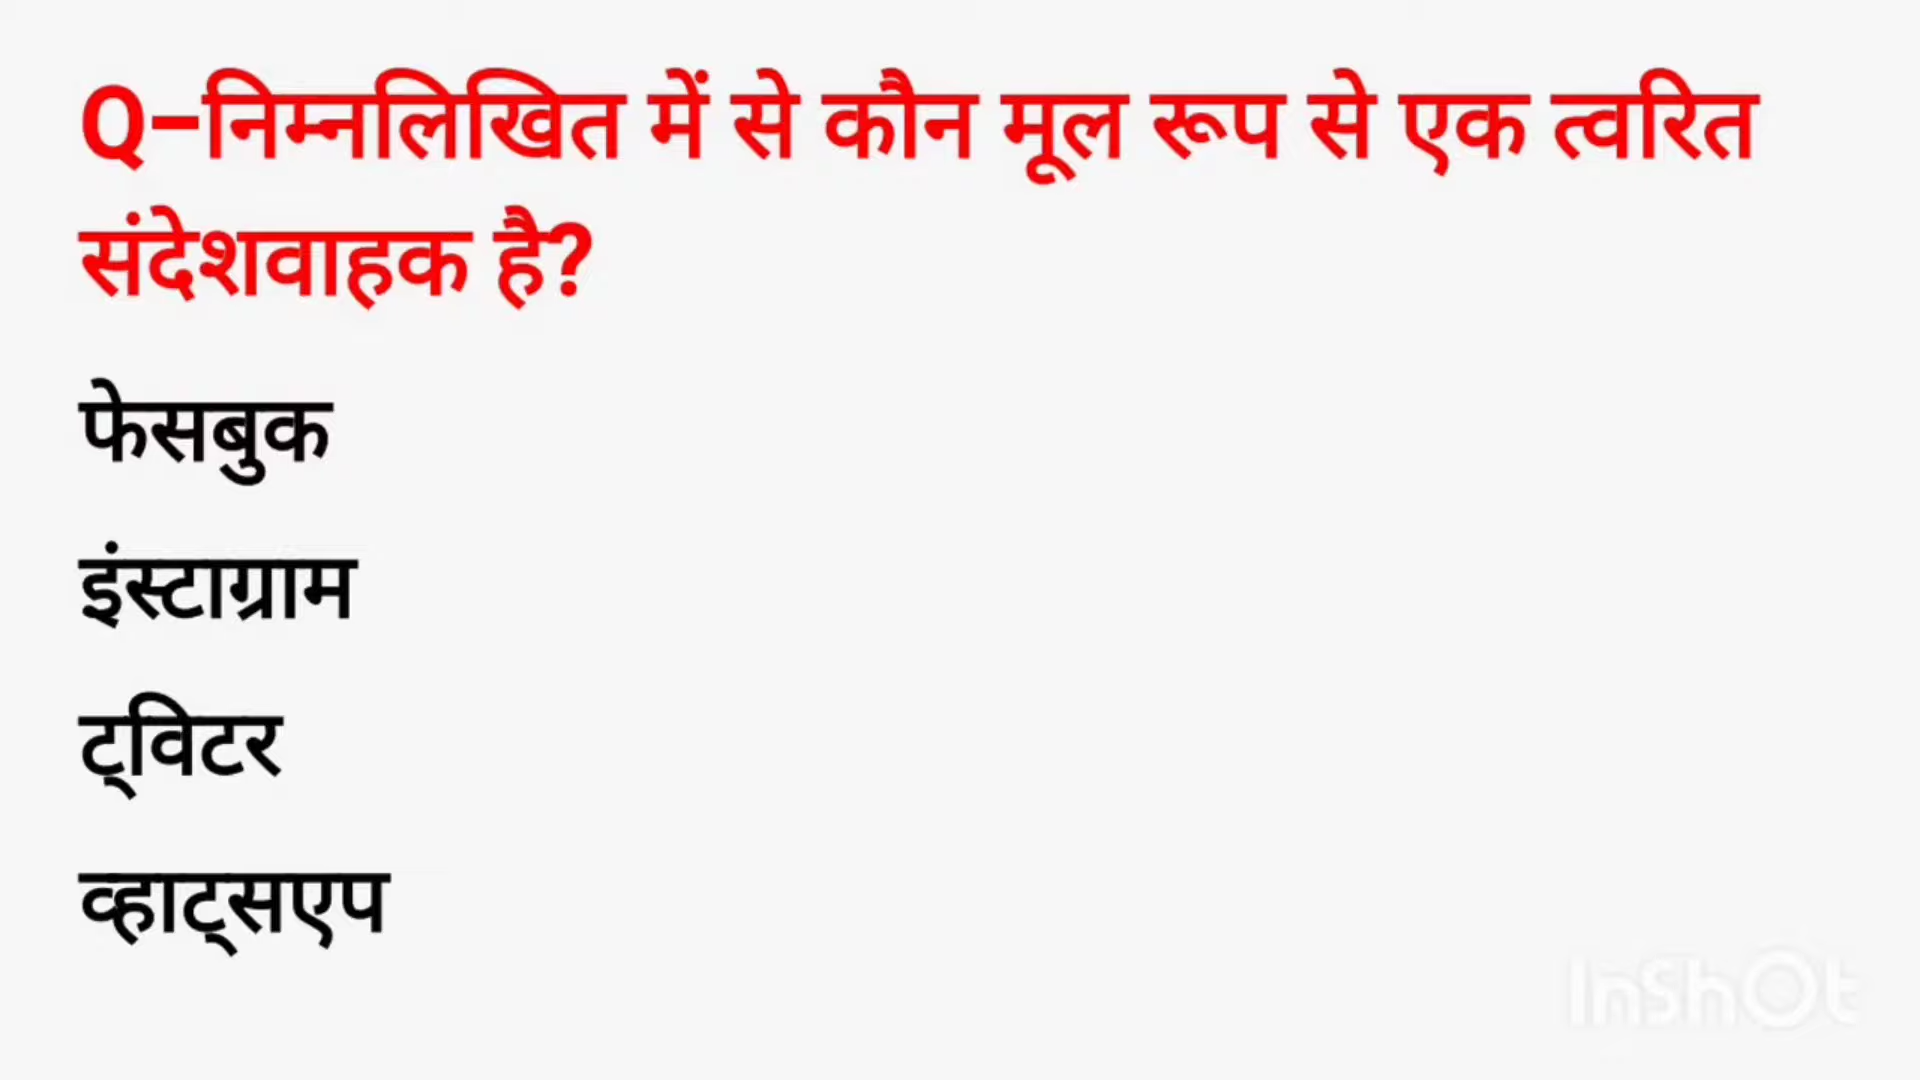 Q–निम्नलिखित में से कौन मूल रूप से एक त्वरित
संदेशवाहक है?
फेसबुक
इंस्टाग्राम
ट्विटर
व्हाट्सएप
InShOt